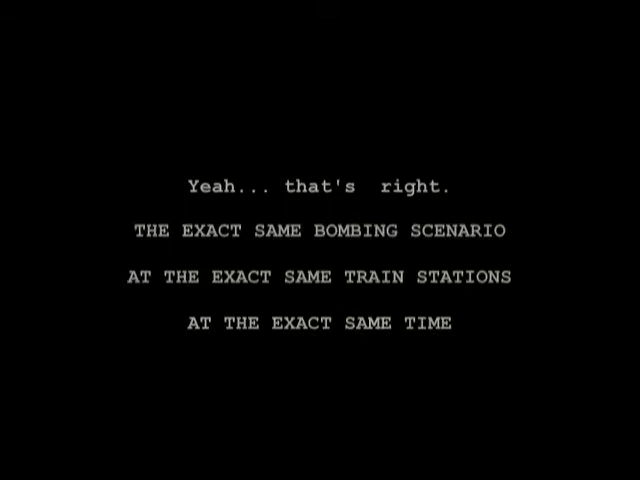 Yeah... that's  right.
THE EXACT SAME BOMBING SCENARIO
AT THE EXACT SAME TRAIN STATIONS
AT THE EXACT SAME TIME